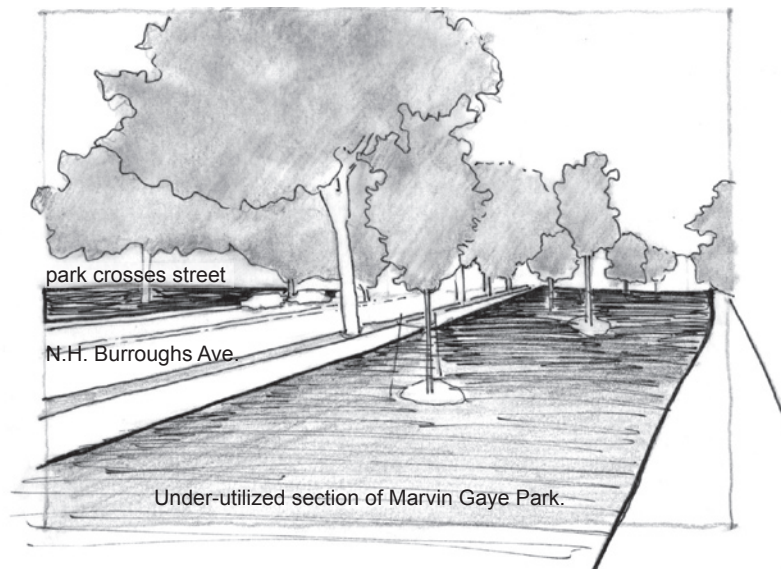 park crosses street
N.H. Burroughs Ave.
Under-utilized section of Marvin Gaye Park.